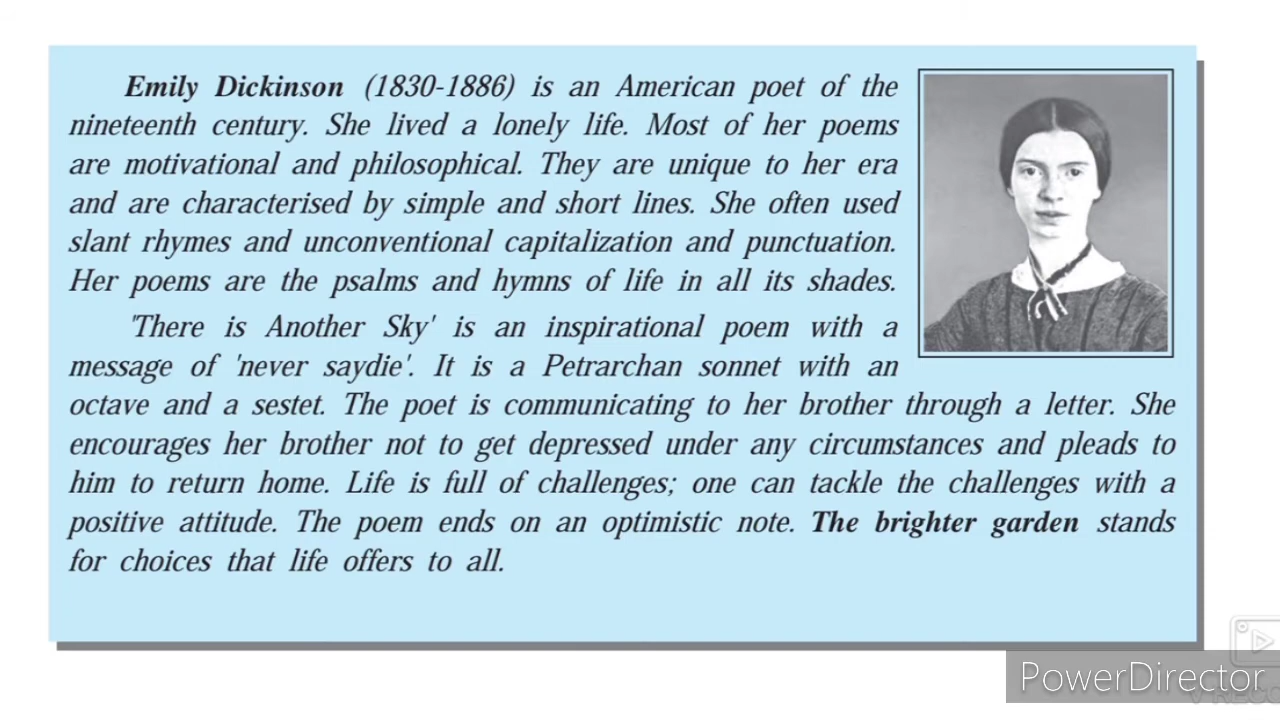 Emily Dickinson (1830-1886) is an American poet of the
nineteenth century. She lived a lonely life. Most of her poems
are motivational and philosophical. They are unique to her era
and are characterised by simple and short lines. She often used
slant rhymes and unconventional capitalization and punctuation.
Her poems are the psalms and hymns of life in all its shades.
'There is Another Sky' is an inspirational poem with a
message of 'never saydie'. It is a Petrarchan sonnet with an
octave and a sestet. The poet is communicating to her brother through a letter. She
encourages her brother not to get depressed under any circumstances and pleads to
him to return home. Life is full of challenges; one can tackle the challenges with a
positive attitude. The poem ends on an optimistic note. The brighter garden stands
for choices that life offers to all.
PowerDirector